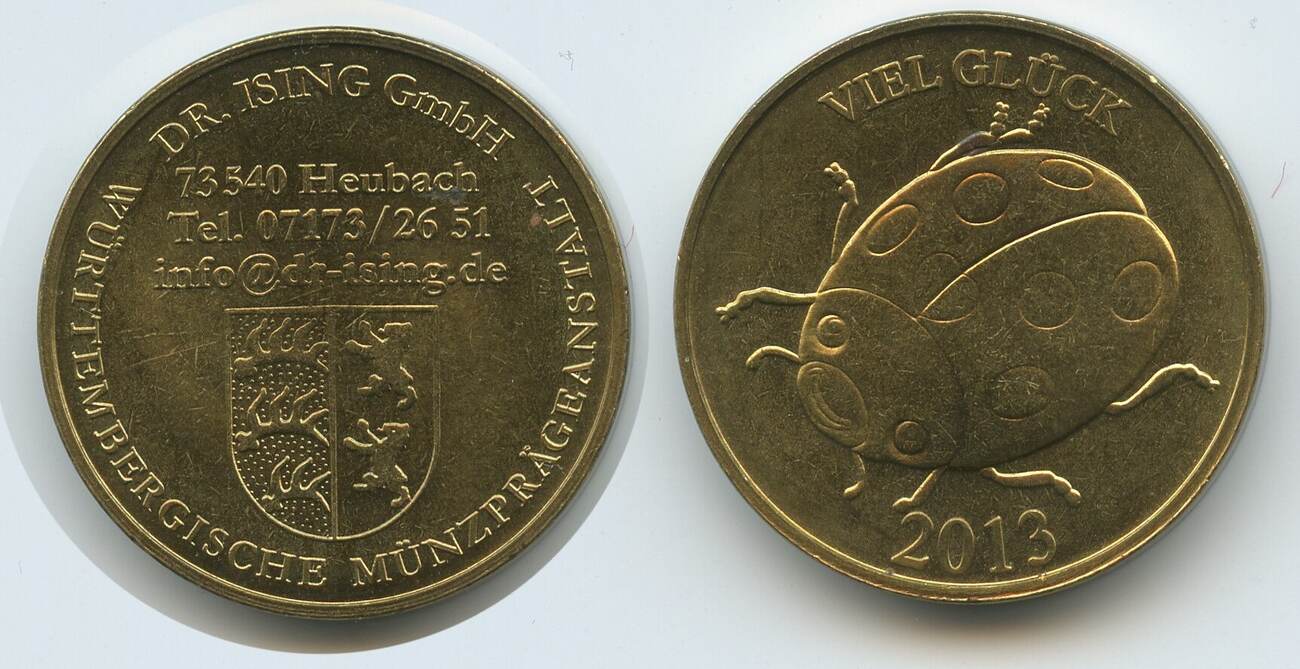 DR. ISING GmbH
73540 Heubach
Tel. 07173/26 51
info@dr-ising.de
WÜRTTEMBERGISCHE MÜNZPRÄGEANSTALT
VIEL GLÜCK
2013